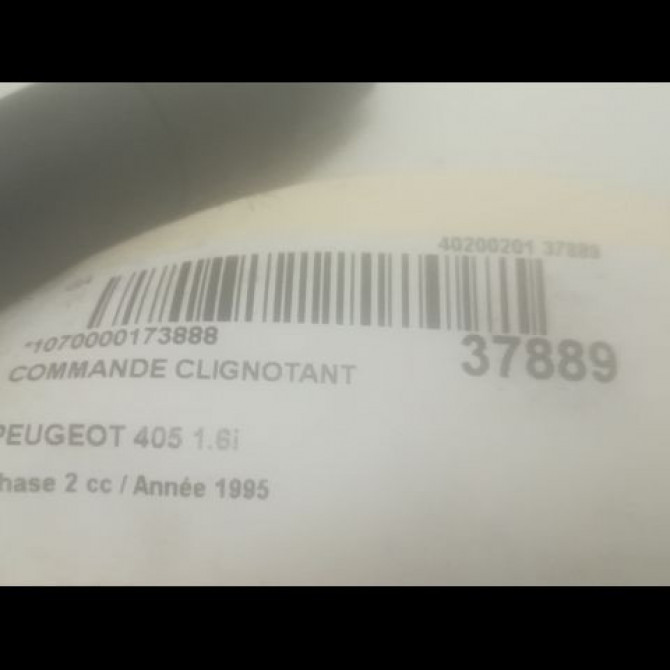 40200201 37889
*1070000173888
37889
COMMANDE CLIGNOTANT
PEUGEOT 405 1.6i
hase 2 cc / Année 1995